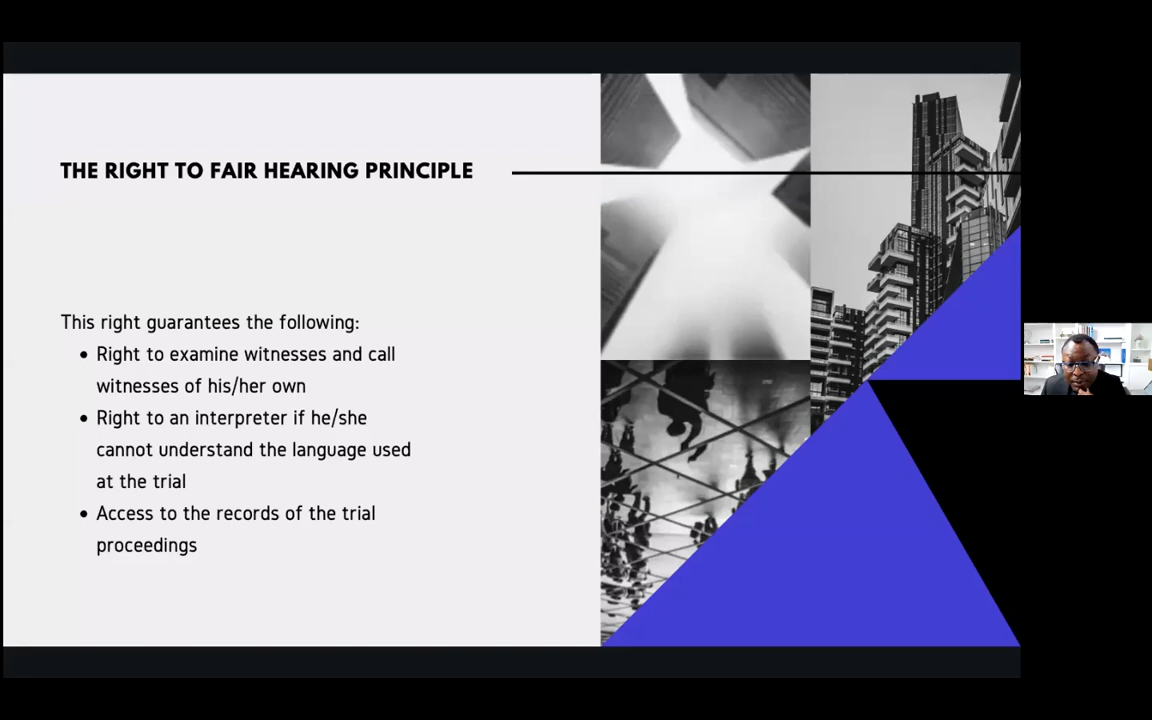 THE RIGHT TO FAIR HEARING PRINCIPLE
This right guarantees the following:
• Right to examine witnesses and call
witnesses of his/her own
• Right to an interpreter if he/she
cannot understand the language used
at the trial
• Access to the records of the trial
proceedings